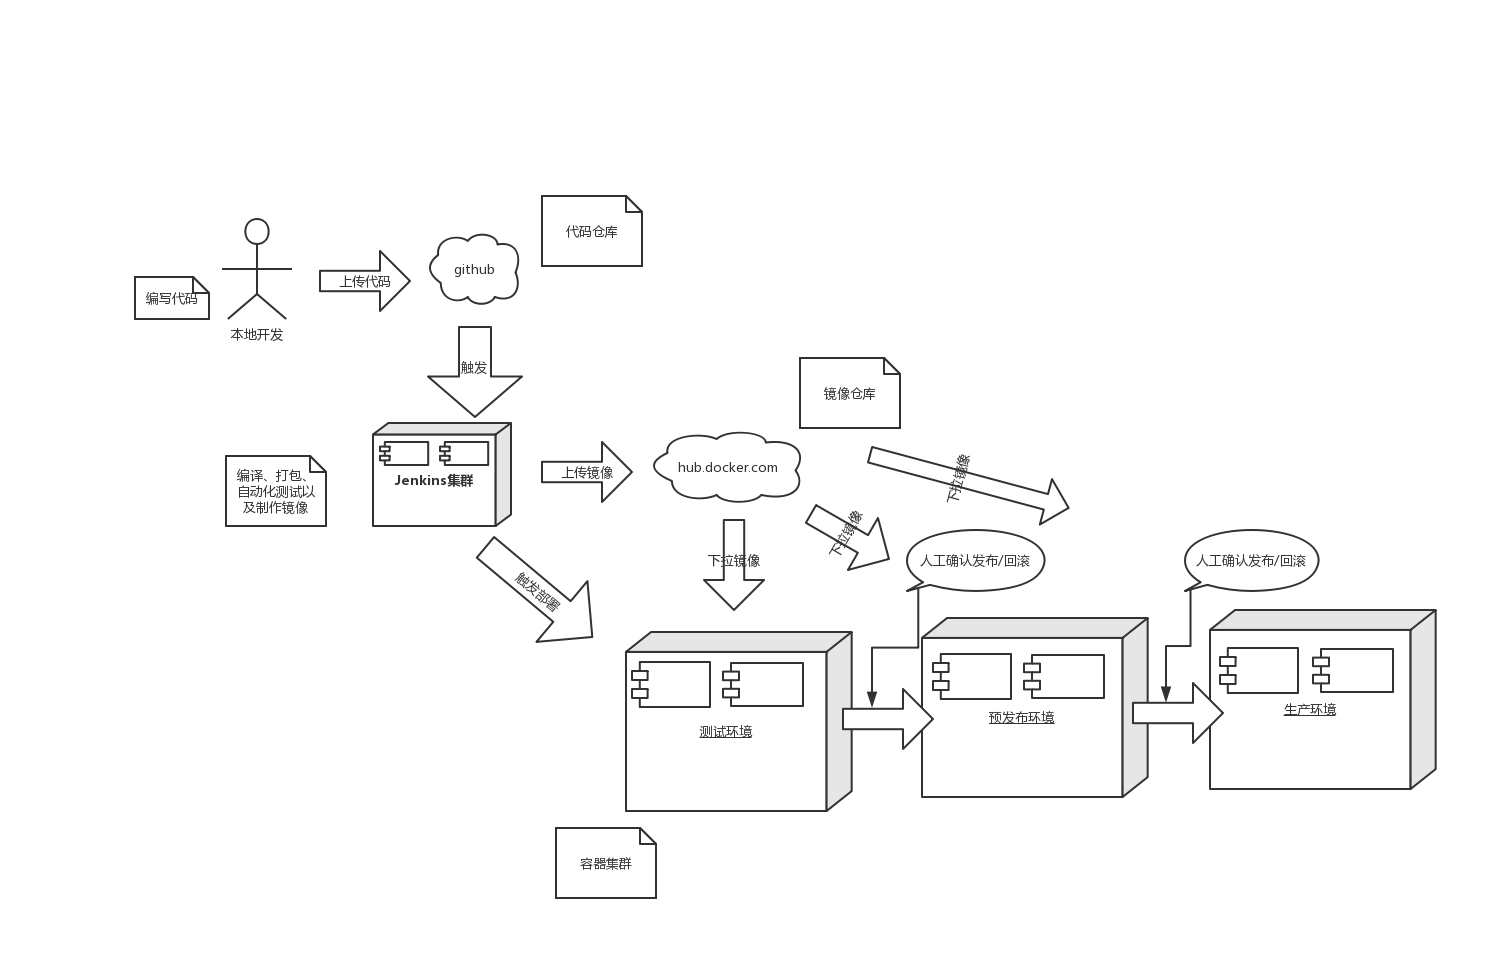 代码仓库
github
上传代码
编写代码
本地开发
触发
镜像仓库
编译、打包、
自动化测试以
及制作镜像
Jenkins集群
上传镜像
hub.docker.com
下拉镜像
下拉镜像
下拉镜像
触发部署
人工确认发布/回滚
人工确认发布/回滚
测试环境
预发布环境
生产环境
容器集群